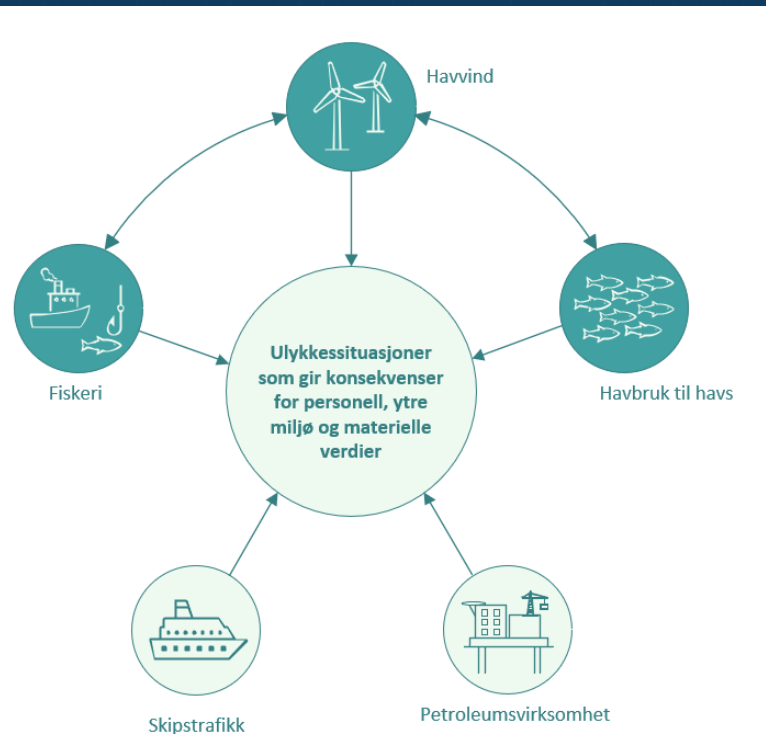 Havvind
Fiskeri
Havbruk til havs
Ulykkessituasjoner
som gir konsekvenser
for personell, ytre
miljø og materielle
verdier
Skipstrafikk
Petroleumsvirksomhet